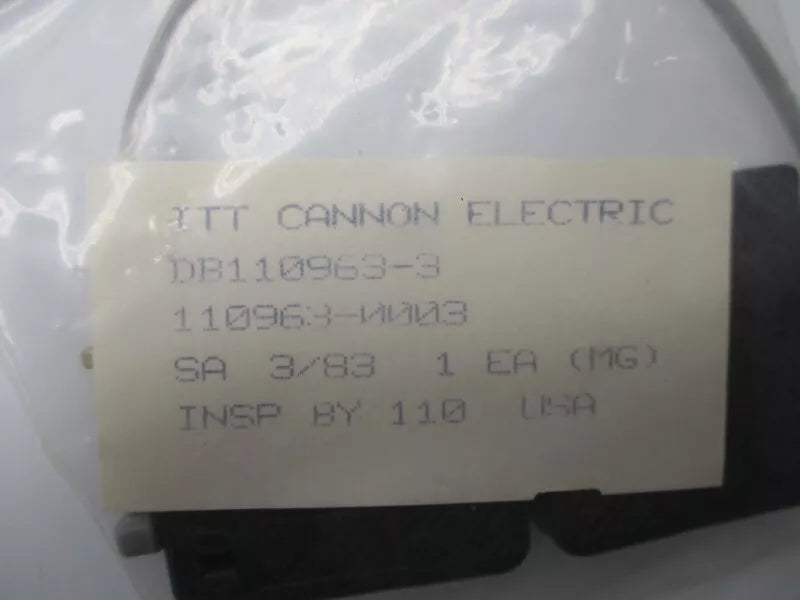 ITT CANNON ELECTRIC
DB110963-3
110963-0003
SA 3/83 1 EA (MG)
INSP BY 110 USA